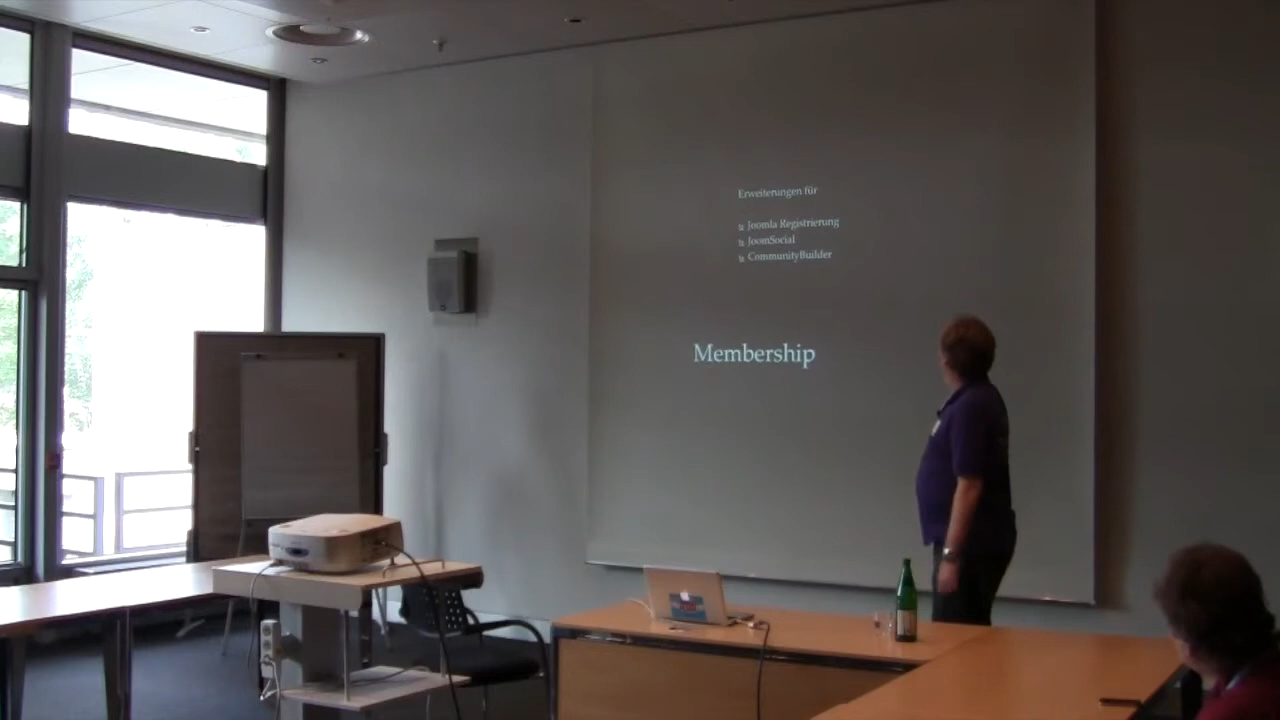 Erweiterungen für
Joomla Registrierung
JoomSocial
CommunityBuilder
Membership